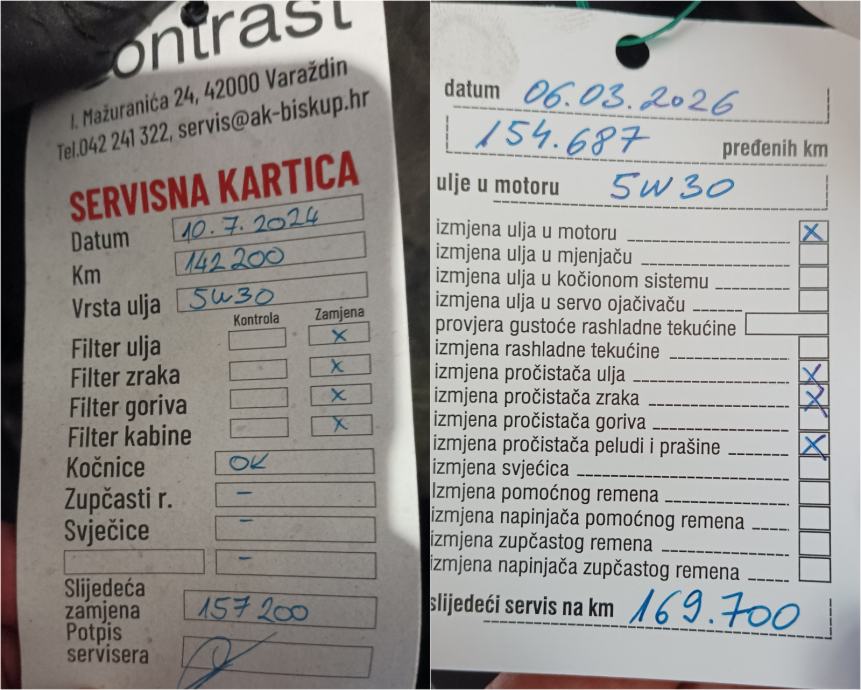 contrast
I. Mažuranića 24, 42000 Varaždin
Tel.042 241 322, servis@ak-biskup.hr
SERVISNA KARTICA
Datum 10.7.2024
Km 142 200
Vrsta ulja 5W30
Kontrola Zamjena
Filter ulja x
Filter zraka x
Filter goriva x
Filter kabine x
Kočnice OK
Zupčasti r. –
Svječice –
–
Slijedeća
zamjena 157 200
Potpis
servisera
datum 06.03.2026
154.687 pređenih km
ulje u motoru 5W30
izmjena ulja u motoru X
izmjena ulja u mjenjaču
izmjena ulja u kočionom sistemu
izmjena ulja u servo ojačivaču
provjera gustoće rashladne tekućine
izmjena rashladne tekućine
izmjena pročistača ulja X
izmjena pročistača zraka X
izmjena pročistača goriva
izmjena pročistača peludi i prašine X
izmjena svjećica
Izmjena pomoćnog remena
izmjena napinjača pomoćnog remena
izmjena zupčastog remena
izmjena napinjača zupčastog remena
slijedeći servis na km 169.700